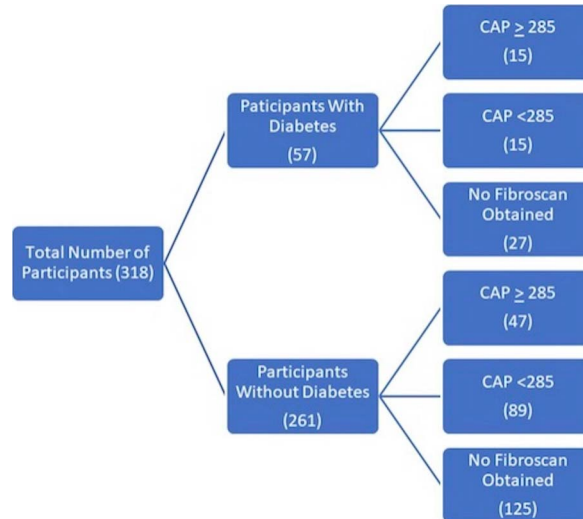 Total Number of
Participants (318)
Paticipants With
Diabetes
(57)
CAP ≥ 285
(15)
CAP <285
(15)
No Fibroscan
Obtained
(27)
Participants
Without Diabetes
(261)
CAP ≥ 285
(47)
CAP <285
(89)
No Fibroscan
Obtained
(125)